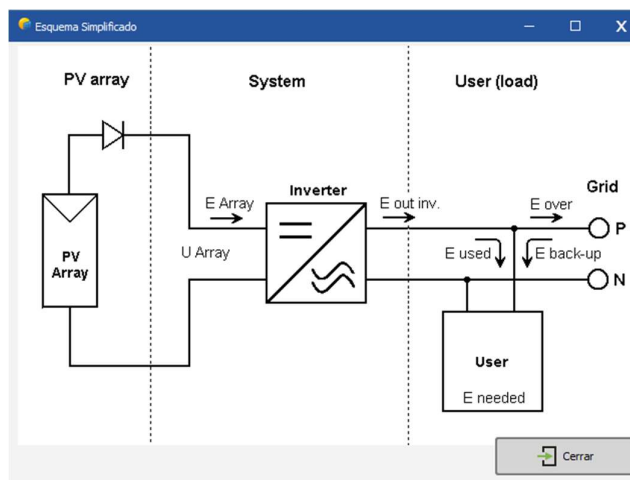 Esquema Simplificado
PV array
System
User (load)
Grid
Inverter
E Array
E out inv.
E over
P
U Array
E used
E back-up
PV
Array
N
User
E needed
Cerrar